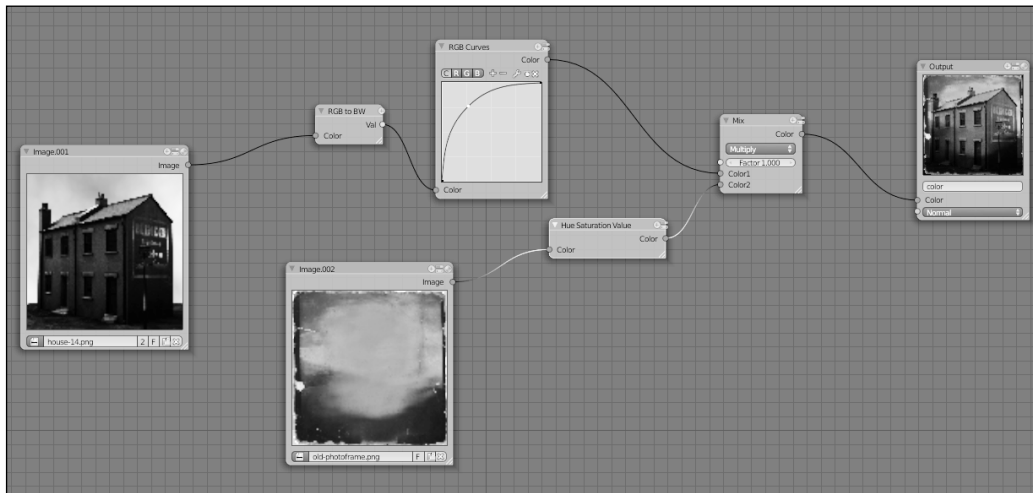 Image.001
Image
house-14.png
2
F
RGB to BW
Val
Color
RGB Curves
Color
C R G B
Color
Image.002
Image
old-photoframe.png
F
Hue Saturation Value
Color
Color
Mix
Color
Multiply
Factor 1,000
Color1
Color2
Output
color
Color
Normal